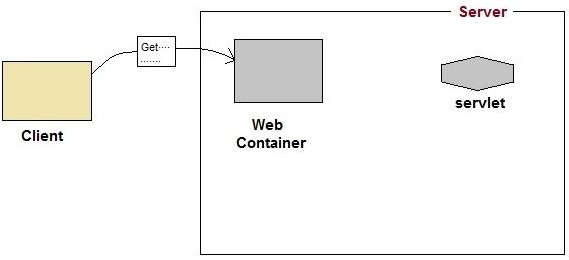 Server
Get....
.......
Client
Web
Container
servlet